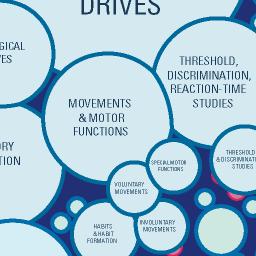 DRIVES
GICAL
VES
THRESHOLD,
DISCRIMINATION,
REACTION-TIME
STUDIES
MOVEMENTS
& MOTOR
FUNCTIONS
ORY
TION
SPECIAL MOTOR
FUNCTIONS
THRESHOLD
& DISCRIMINATI
STUDIES
VOLUNTARY
MOVEMENTS
INVOLUNTARY
MOVEMENTS
HABITS
& HABIT
FORMATION